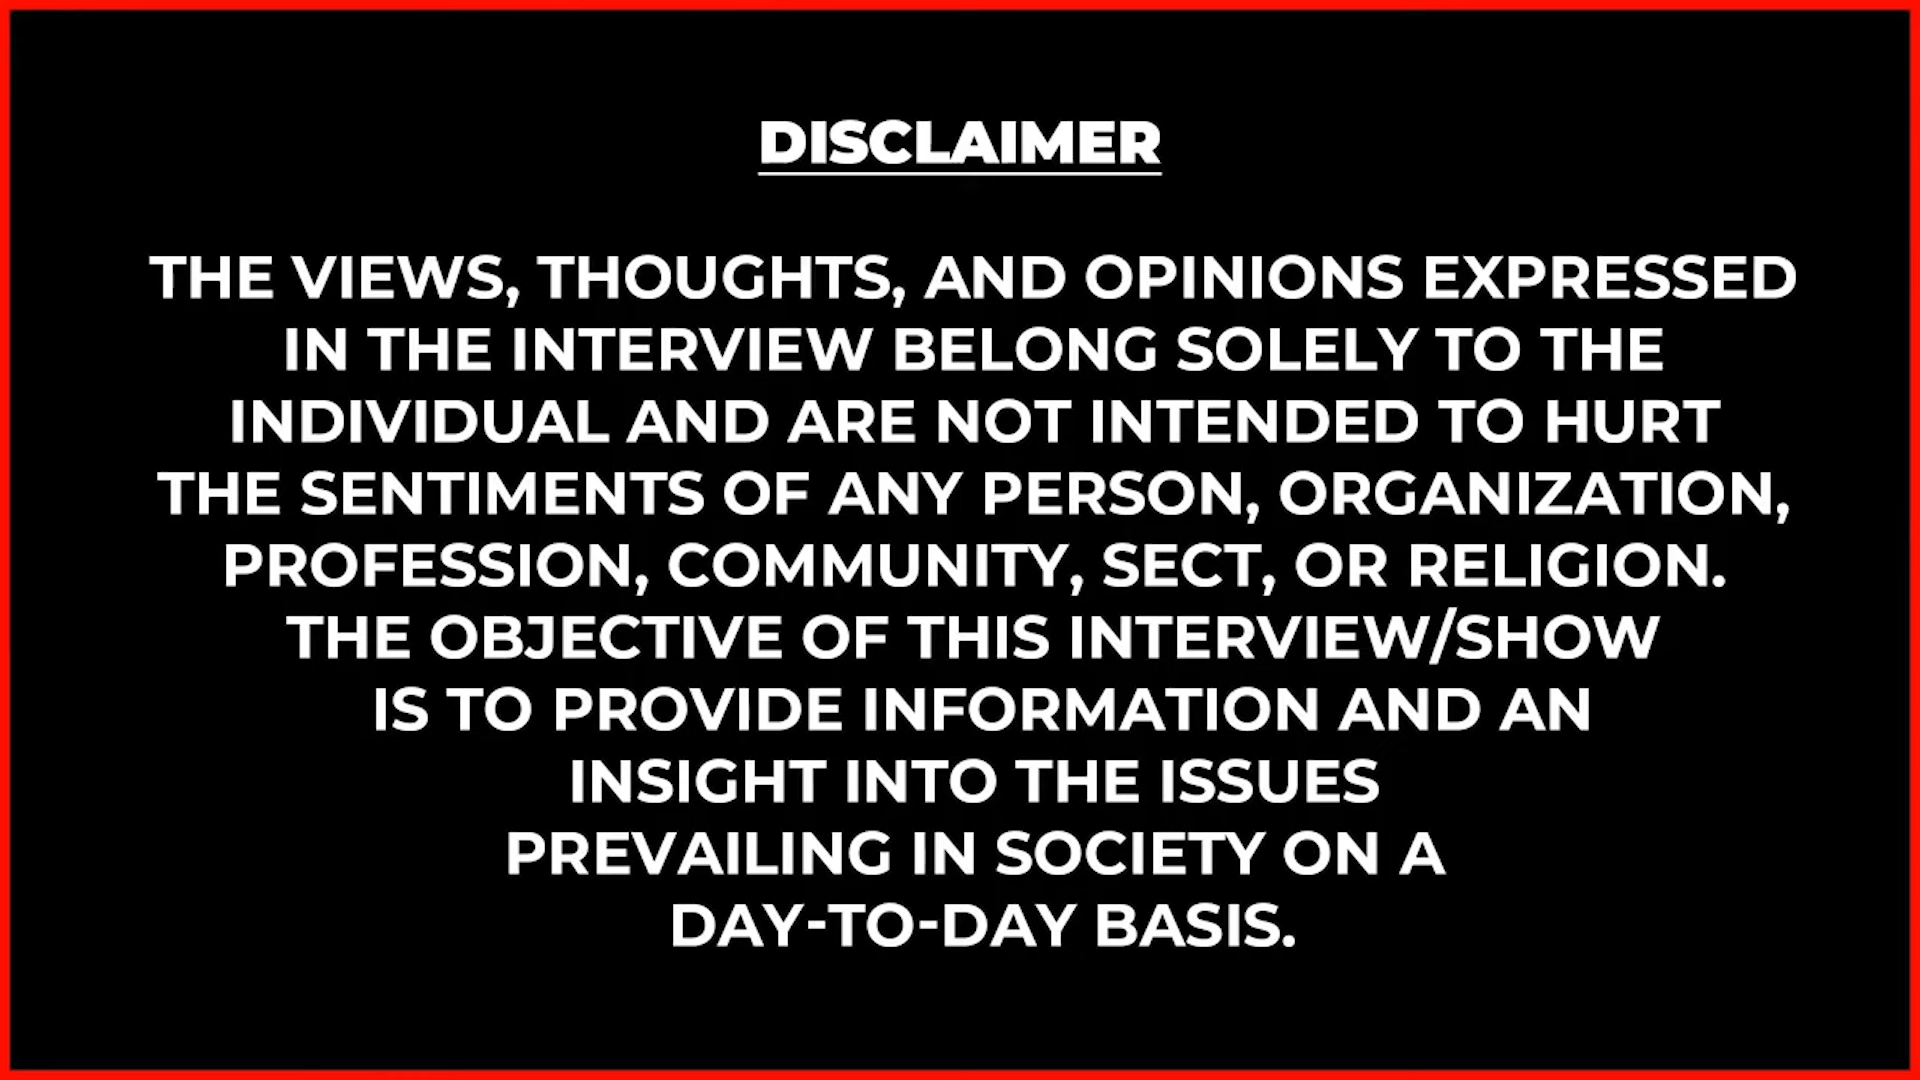 DISCLAIMER
THE VIEWS, THOUGHTS, AND OPINIONS EXPRESSED
IN THE INTERVIEW BELONG SOLELY TO THE
INDIVIDUAL AND ARE NOT INTENDED TO HURT
THE SENTIMENTS OF ANY PERSON, ORGANIZATION,
PROFESSION, COMMUNITY, SECT, OR RELIGION.
THE OBJECTIVE OF THIS INTERVIEW/SHOW
IS TO PROVIDE INFORMATION AND AN
INSIGHT INTO THE ISSUES
PREVAILING IN SOCIETY ON A
DAY-TO-DAY BASIS.